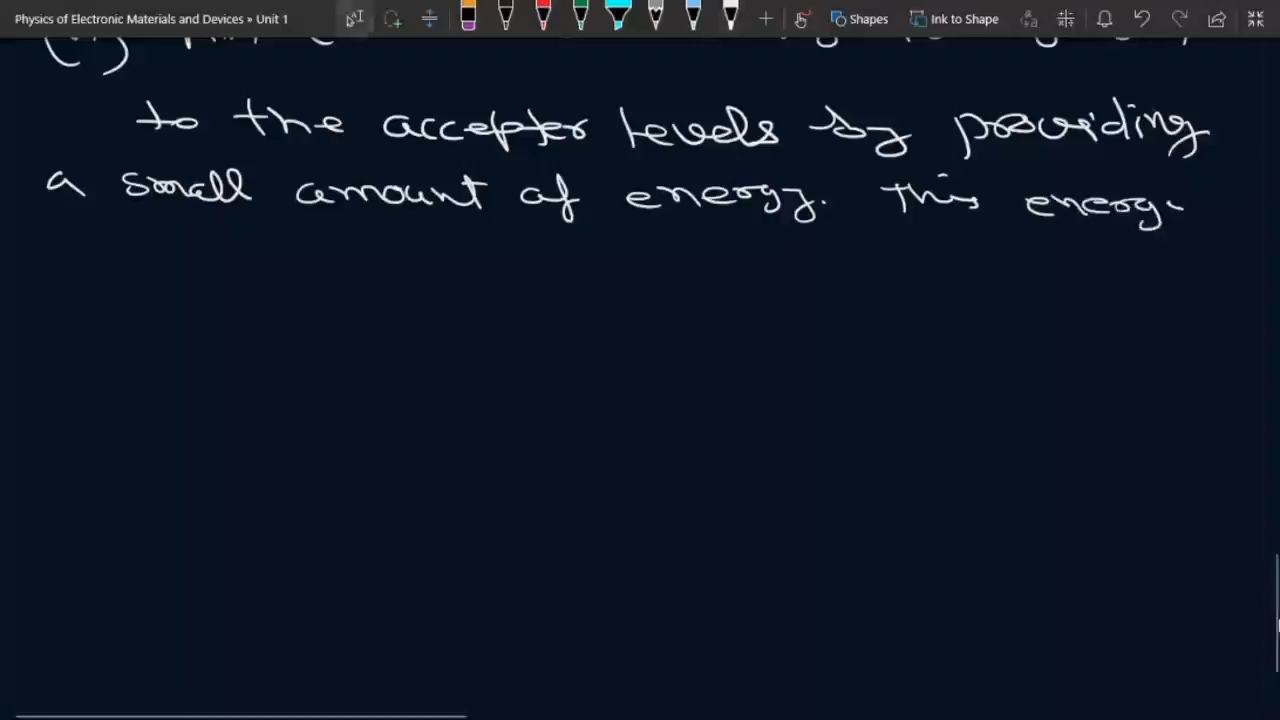 Physics of Electronic Materials and Devices » Unit 1
Shapes
Ink to Shape
to the accepter levels by providing
a small amount of energy. This energy